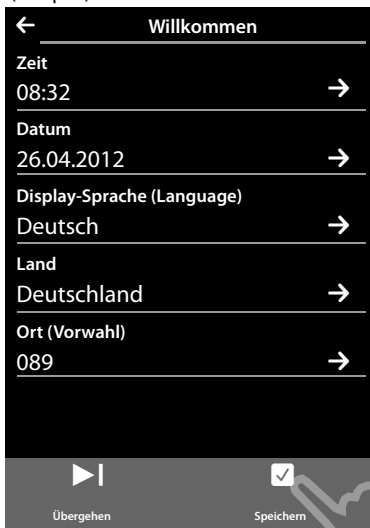 Willkommen
Zeit
08:32
Datum
26.04.2012
Display-Sprache (Language)
Deutsch
Land
Deutschland
Ort (Vorwahl)
089
Übergehen Speichern